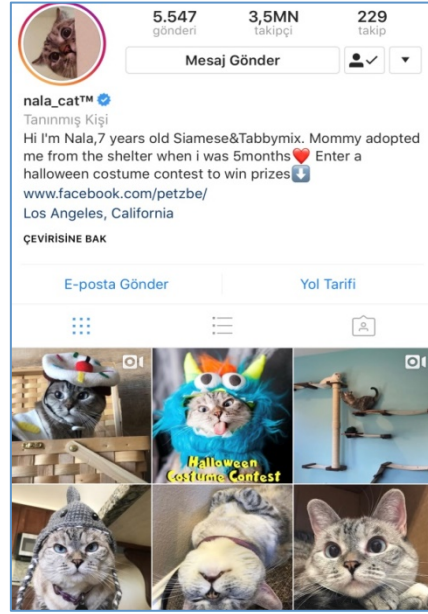 5.547 3,5MN 229
gönderi takipçi takip
Mesaj Gönder
nala_cat™
Tanınmış Kişi
Hi I'm Nala,7 years old Siamese&Tabbymix. Mommy adopted
me from the shelter when i was 5months❤️ Enter a
halloween costume contest to win prizes⬇️
www.facebook.com/petzbe/
Los Angeles, California
ÇEVİRİSİNE BAK
E-posta Gönder Yol Tarifi
Halloween
Costume Contest